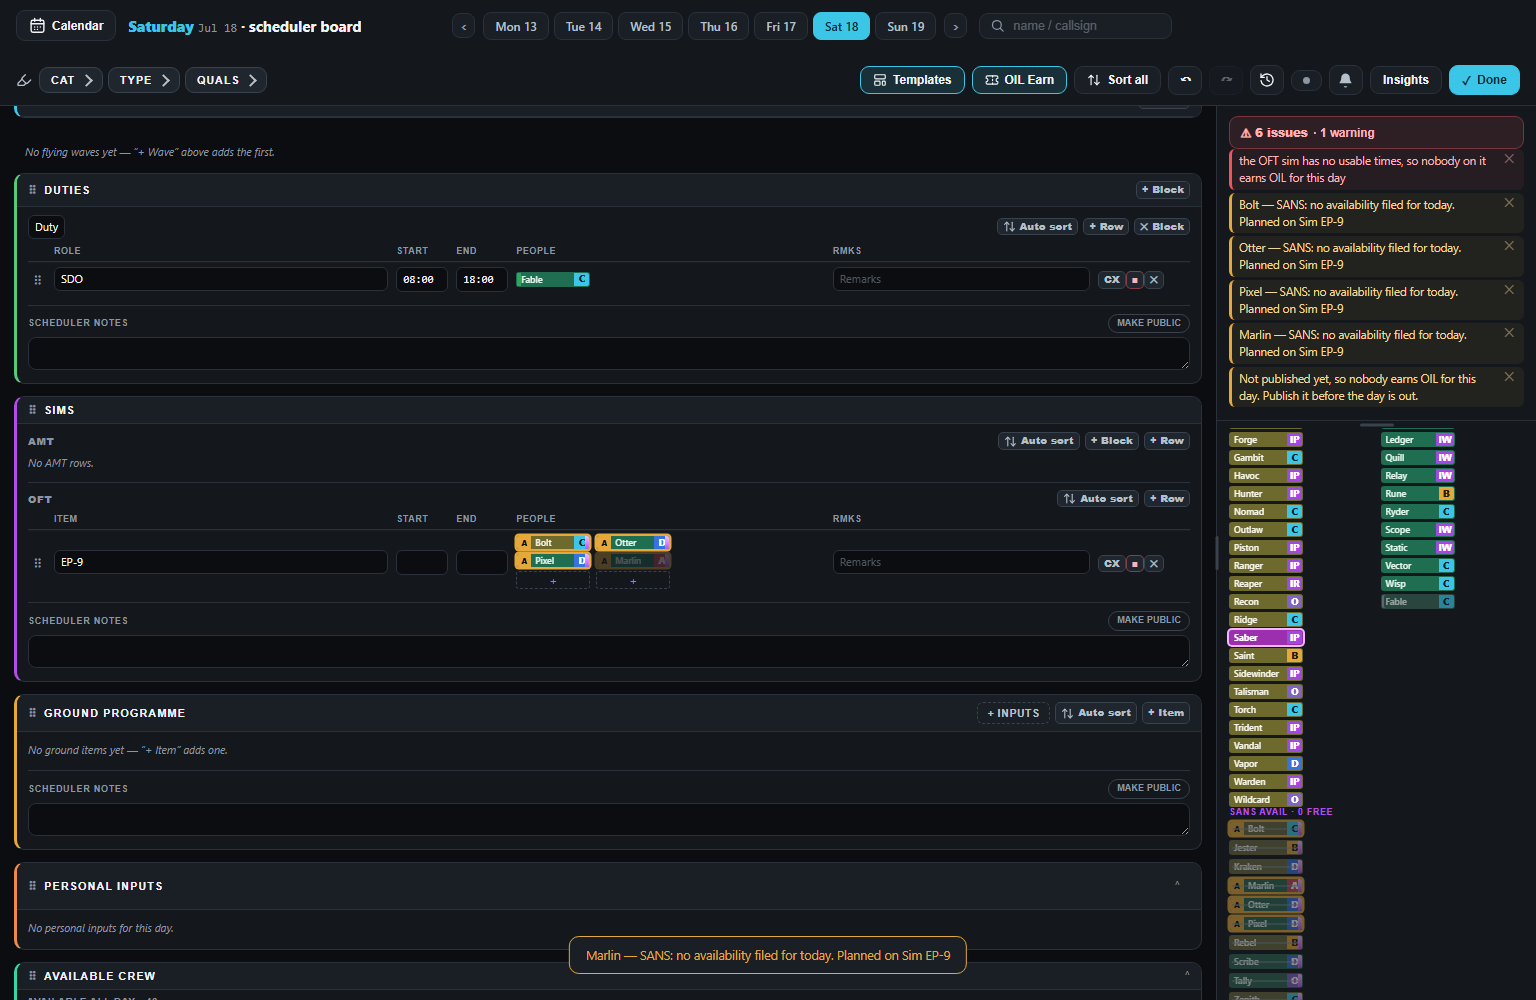 Calendar
Saturday Jul 18 · scheduler board
‹ Mon 13 Tue 14 Wed 15 Thu 16 Fri 17 Sat 18 Sun 19 ›
name / callsign
CAT TYPE QUALS
Templates OIL Earn Sort all Insights ✓ Done
No flying waves yet — "+ Wave" above adds the first.
DUTIES
+ Block
Duty
Auto sort + Row × Block
ROLE START END PEOPLE RMKS
SDO 08:00 18:00 Fable C Remarks CX ×
SCHEDULER NOTES
MAKE PUBLIC
SIMS
AMT
Auto sort + Block + Row
No AMT rows.
OFT
Auto sort + Row
ITEM START END PEOPLE RMKS
A Bolt C A Otter D
EP-9 Remarks CX ×
A Pixel D A Marlin A
+ +
SCHEDULER NOTES
MAKE PUBLIC
GROUND PROGRAMME
+ INPUTS Auto sort + Item
No ground items yet — "+ Item" adds one.
SCHEDULER NOTES
MAKE PUBLIC
PERSONAL INPUTS
No personal inputs for this day.
AVAILABLE CREW
Marlin — SANS: no availability filed for today. Planned on Sim EP-9
⚠ 6 issues · 1 warning
the OFT sim has no usable times, so nobody on it
earns OIL for this day
Bolt — SANS: no availability filed for today.
Planned on Sim EP-9
Otter — SANS: no availability filed for today.
Planned on Sim EP-9
Pixel — SANS: no availability filed for today.
Planned on Sim EP-9
Marlin — SANS: no availability filed for today.
Planned on Sim EP-9
Not published yet, so nobody earns OIL for this
day. Publish it before the day is out.
Forge IP
Gambit C
Havoc IP
Hunter IP
Nomad C
Outlaw C
Piston IP
Ranger IP
Reaper IR
Recon O
Ridge C
Saber IP
Saint B
Sidewinder IP
Talisman O
Torch C
Trident IP
Vandal IP
Vapor D
Warden IP
Wildcard O
Ledger IW
Quill IW
Relay IW
Rune B
Ryder C
Scope IW
Static IW
Vector C
Wisp C
Fable C
SANS AVAIL · 0 FREE
A Bolt C
Jester B
Kraken D
A Marlin A
A Otter D
A Pixel D
Rebel B
Scribe D
Tally O